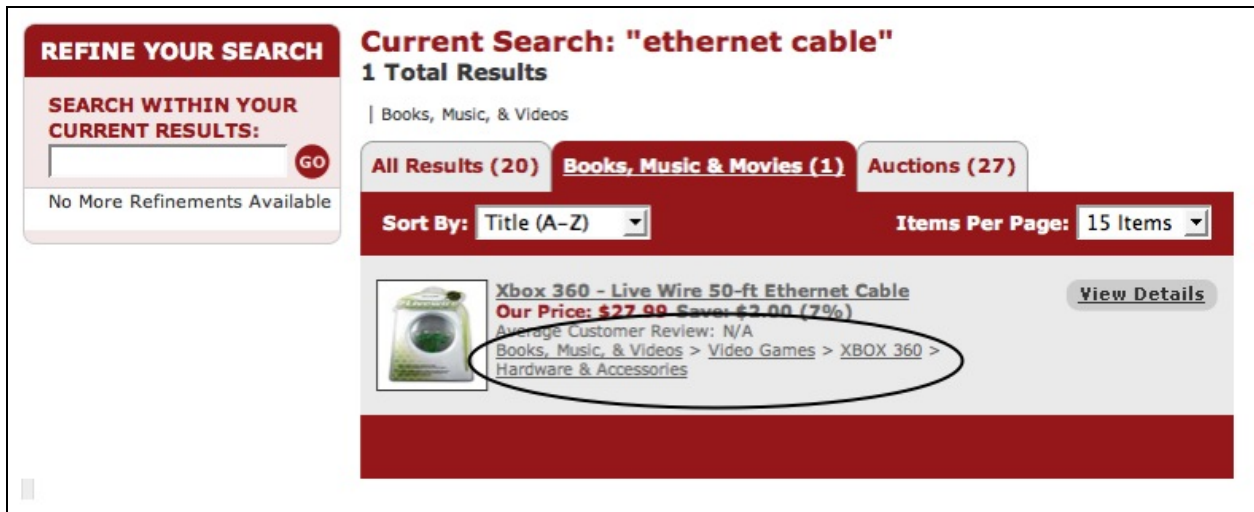 REFINE YOUR SEARCH
SEARCH WITHIN YOUR
CURRENT RESULTS:
GO
No More Refinements Available
Current Search: "ethernet cable"
1 Total Results
| Books, Music, & Videos
All Results (20) Books, Music & Movies (1) Auctions (27)
Sort By: Title (A-Z) Items Per Page: 15 Items
Livewire
Xbox 360 - Live Wire 50-ft Ethernet Cable View Details
Our Price: $27.99 Save: $2.00 (7%)
Average Customer Review: N/A
Books, Music, & Videos > Video Games > XBOX 360 >
Hardware & Accessories